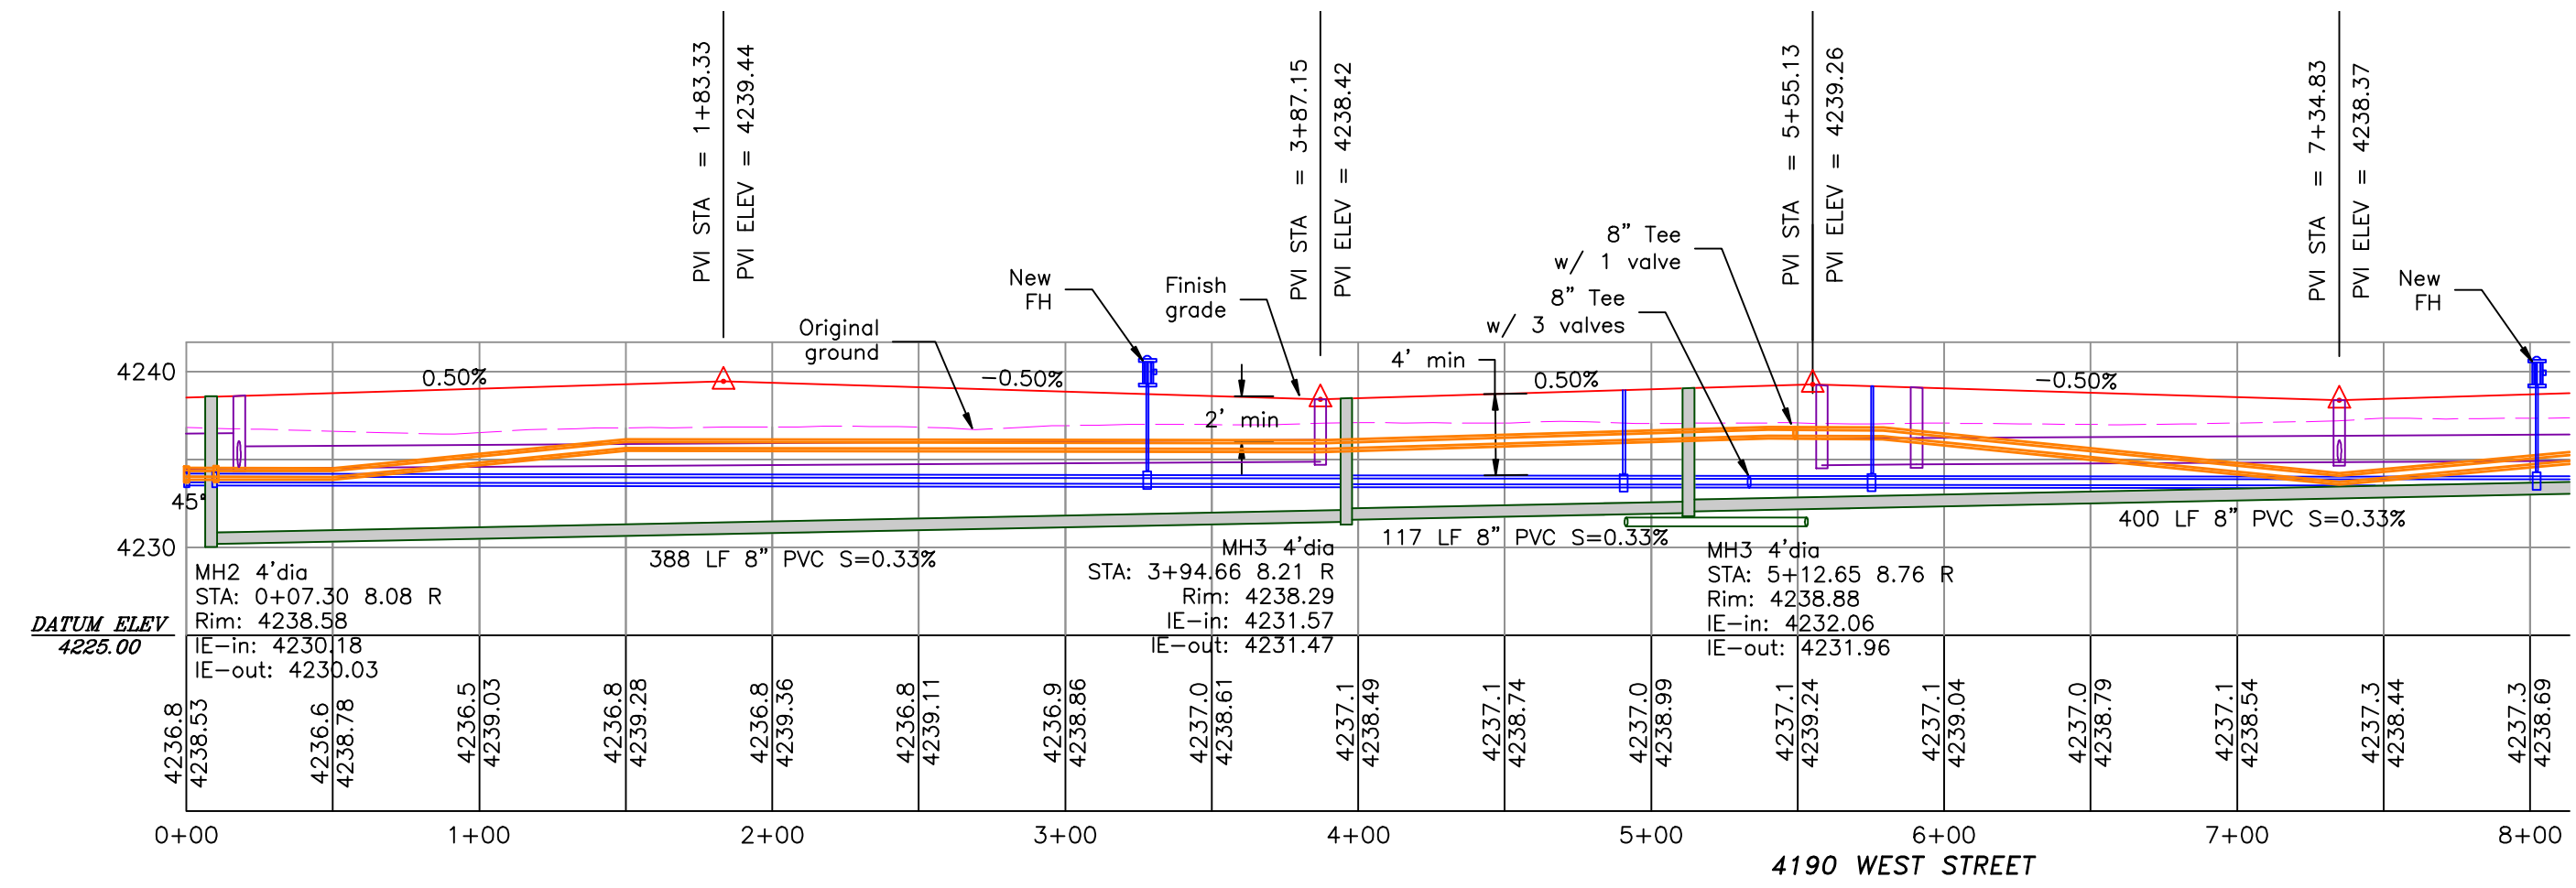 PVI STA = 1+83.33
PVI ELEV = 4239.44
PVI STA = 3+87.15
PVI ELEV = 4238.42
PVI STA = 5+55.13
PVI ELEV = 4239.26
PVI STA = 7+34.83
PVI ELEV = 4238.37
New
FH
Finish
grade
Original
ground
8" Tee
w/ 1 valve
8" Tee
w/ 3 valves
New
FH
4' min
2' min
4240
0.50%
-0.50%
0.50%
-0.50%
45°
4230
388 LF 8" PVC S=0.33%
117 LF 8" PVC S=0.33%
400 LF 8" PVC S=0.33%
MH2 4'dia
STA: 0+07.30 8.08 R
Rim: 4238.58
IE-in: 4230.18
IE-out: 4230.03
MH3 4'dia
STA: 3+94.66 8.21 R
Rim: 4238.29
IE-in: 4231.57
IE-out: 4231.47
MH3 4'dia
STA: 5+12.65 8.76 R
Rim: 4238.88
IE-in: 4232.06
IE-out: 4231.96
DATUM ELEV
4225.00
4236.8
4238.53
4236.6
4238.78
4236.5
4239.03
4236.8
4239.28
4236.8
4239.36
4236.8
4239.11
4236.9
4238.86
4237.0
4238.61
4237.1
4238.49
4237.1
4238.74
4237.0
4238.99
4237.1
4239.24
4237.1
4239.04
4237.0
4238.79
4237.1
4238.54
4237.3
4238.44
4237.3
4238.69
0+00 1+00 2+00 3+00 4+00 5+00 6+00 7+00 8+00
4190 WEST STREET